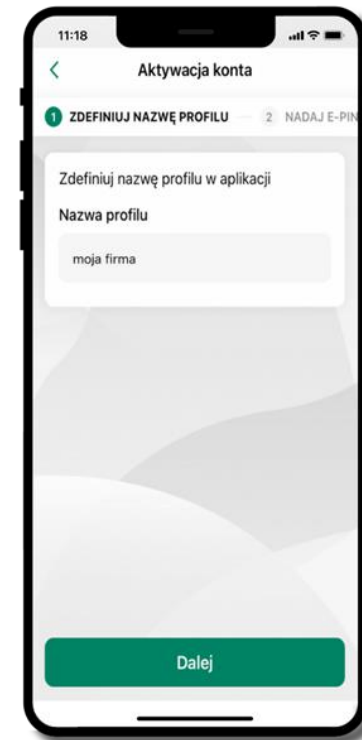 11:18
Aktywacja konta
1 ZDEFINIUJ NAZWĘ PROFILU 2 NADAJ E-PIN
Zdefiniuj nazwę profilu w aplikacji
Nazwa profilu
moja firma
Dalej